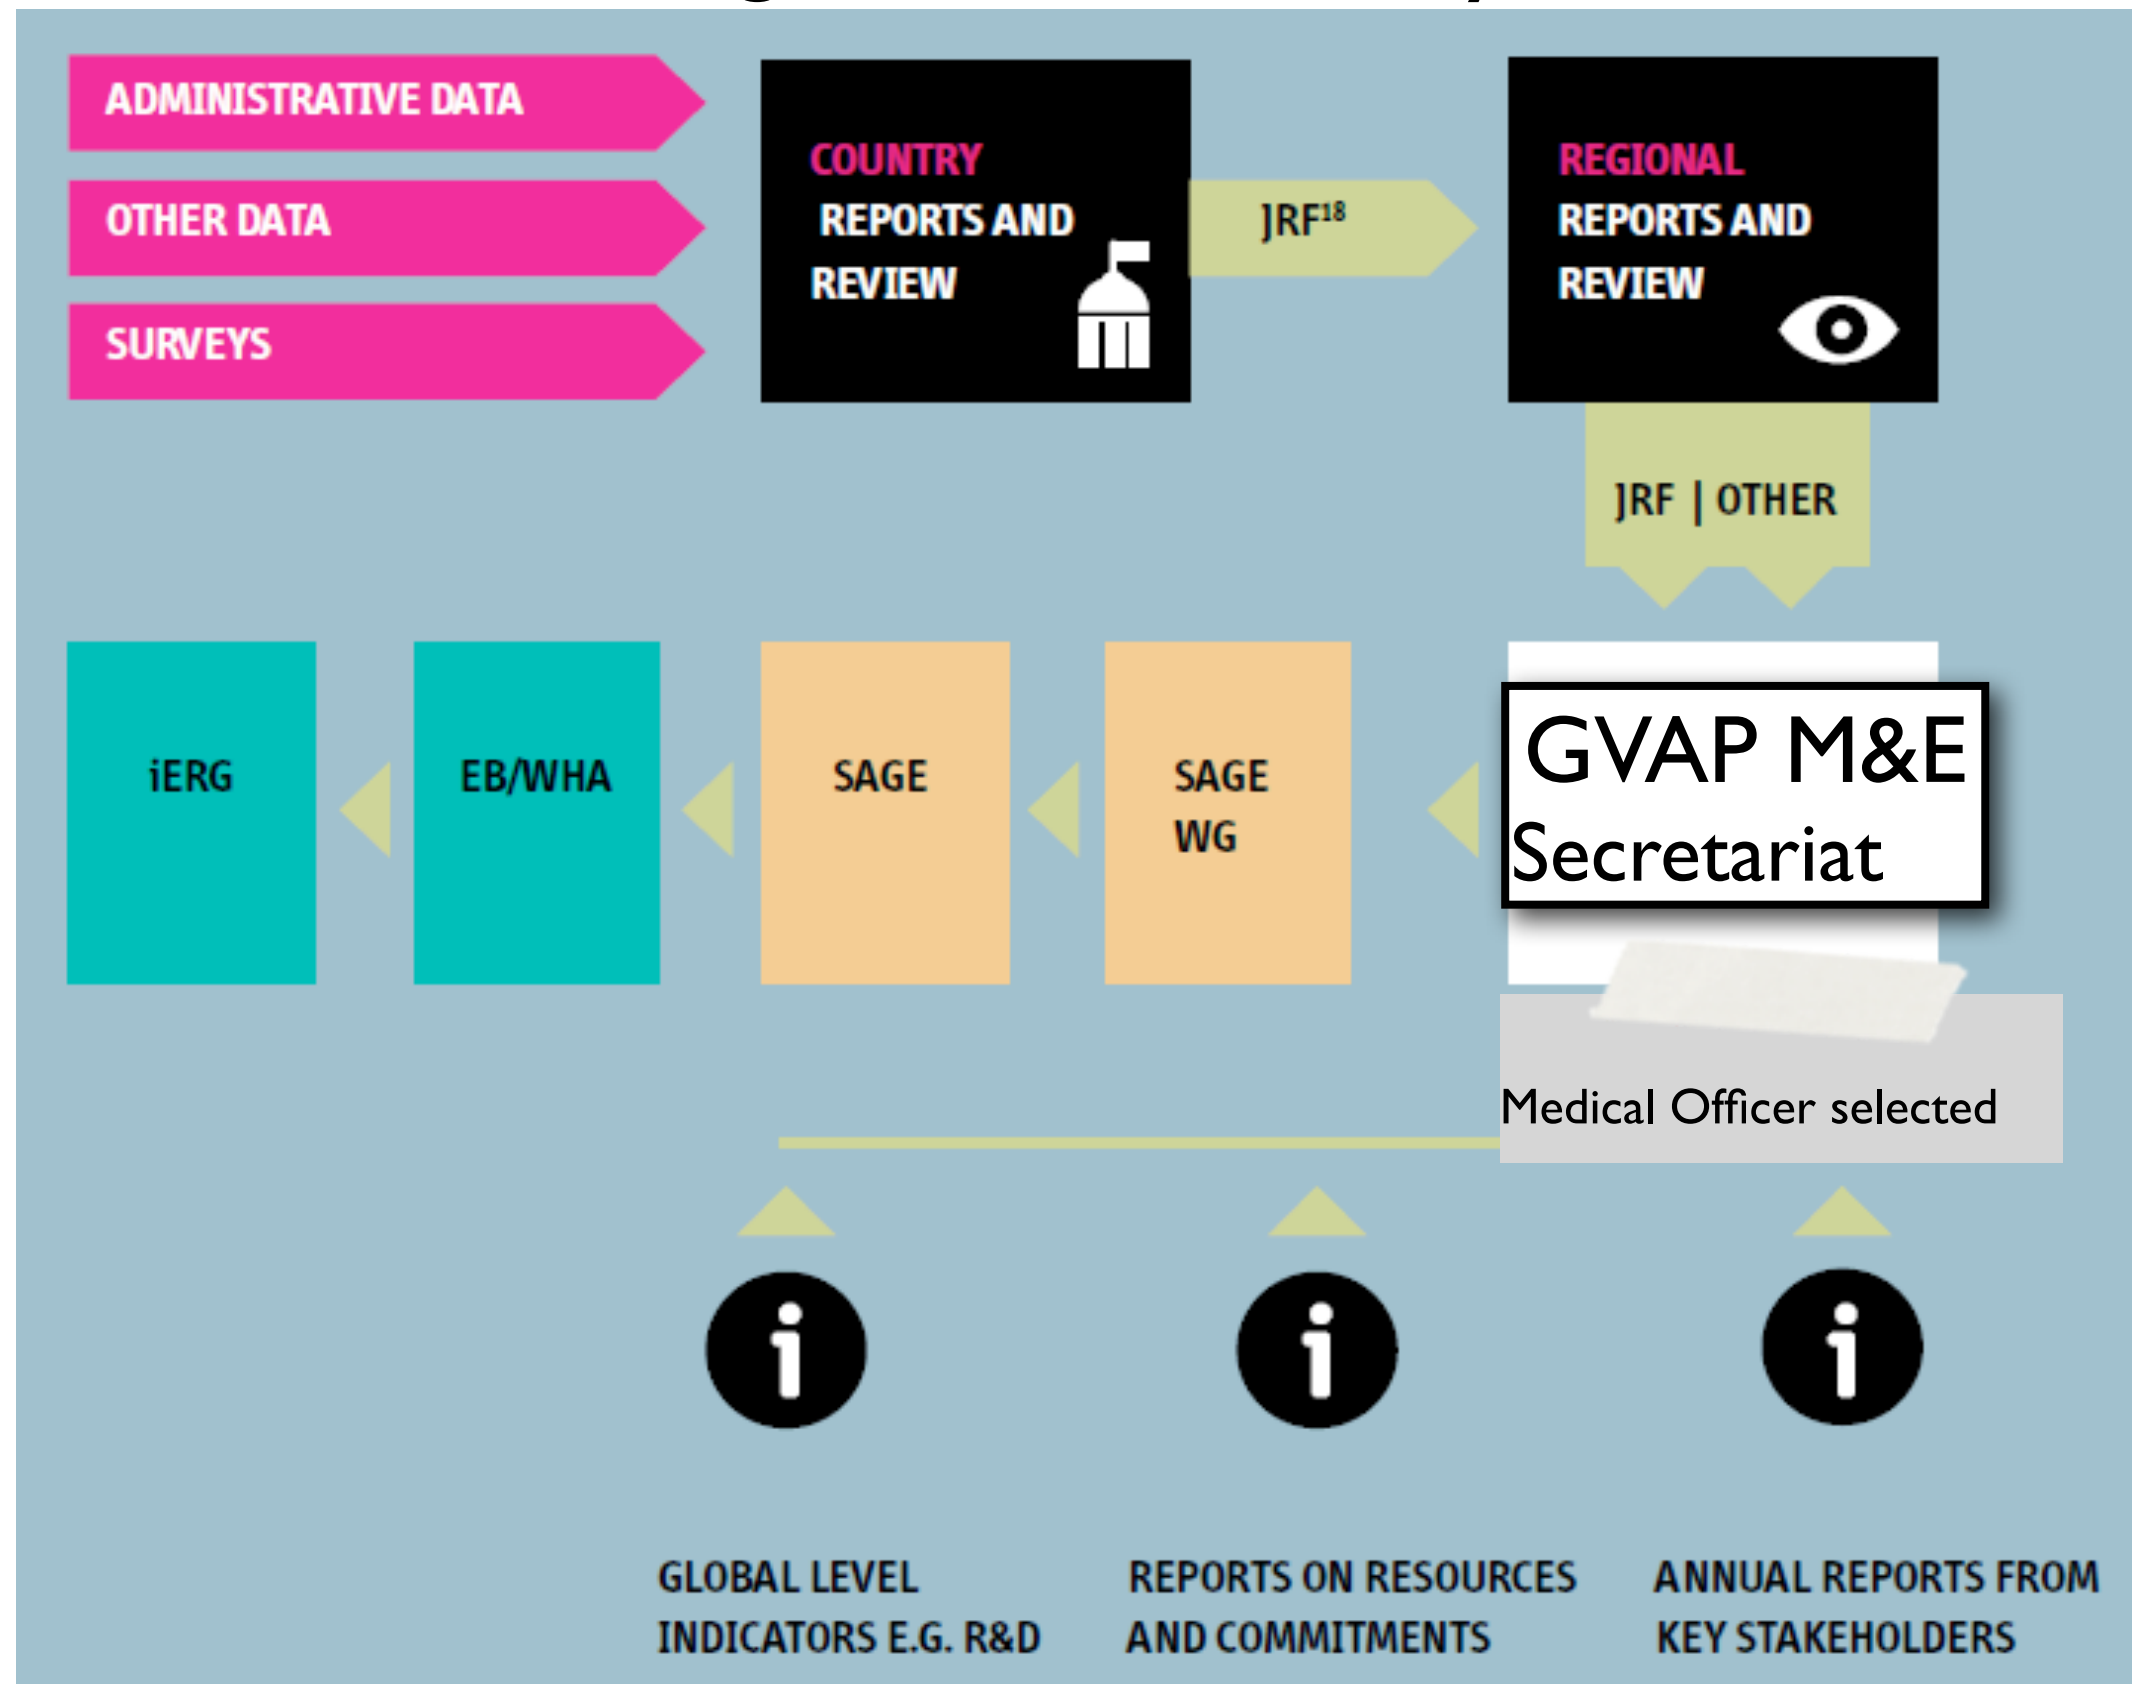 ADMINISTRATIVE DATA
OTHER DATA
SURVEYS
COUNTRY
REPORTS AND
REVIEW
JRF¹⁸
REGIONAL
REPORTS AND
REVIEW
JRF | OTHER
iERG
EB/WHA
SAGE
SAGE
WG
GVAP M&E
Secretariat
Medical Officer selected
GLOBAL LEVEL
INDICATORS E.G. R&D
REPORTS ON RESOURCES
AND COMMITMENTS
ANNUAL REPORTS FROM
KEY STAKEHOLDERS